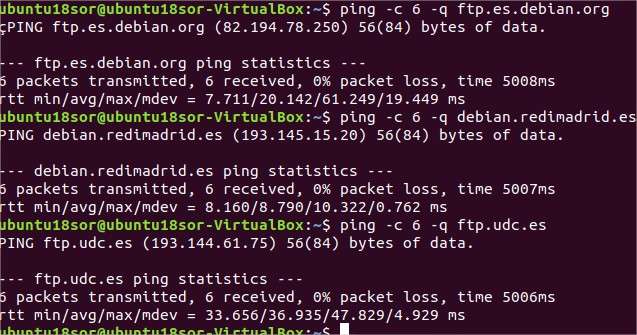 ubuntu18sor@ubuntu18sor-VirtualBox:~$ ping -c 6 -q ftp.es.debian.org
çPING ftp.es.debian.org (82.194.78.250) 56(84) bytes of data.
--- ftp.es.debian.org ping statistics ---
6 packets transmitted, 6 received, 0% packet loss, time 5008ms
rtt min/avg/max/mdev = 7.711/20.142/61.249/19.449 ms
ubuntu18sor@ubuntu18sor-VirtualBox:~$ ping -c 6 -q debian.redimadrid.es
PING debian.redimadrid.es (193.145.15.20) 56(84) bytes of data.
--- debian.redimadrid.es ping statistics ---
6 packets transmitted, 6 received, 0% packet loss, time 5007ms
rtt min/avg/max/mdev = 8.160/8.790/10.322/0.762 ms
ubuntu18sor@ubuntu18sor-VirtualBox:~$ ping -c 6 -q ftp.udc.es
PING ftp.udc.es (193.144.61.75) 56(84) bytes of data.
--- ftp.udc.es ping statistics ---
6 packets transmitted, 6 received, 0% packet loss, time 5006ms
rtt min/avg/max/mdev = 33.656/36.935/47.829/4.929 ms
ubuntu18sor@ubuntu18sor-VirtualBox:~$